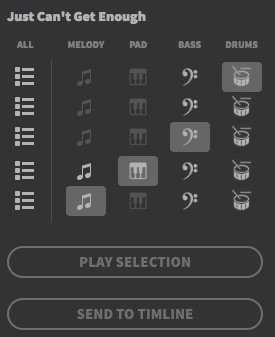 Just Can't Get Enough
ALL MELODY PAD BASS DRUMS
PLAY SELECTION
SEND TO TIMLINE